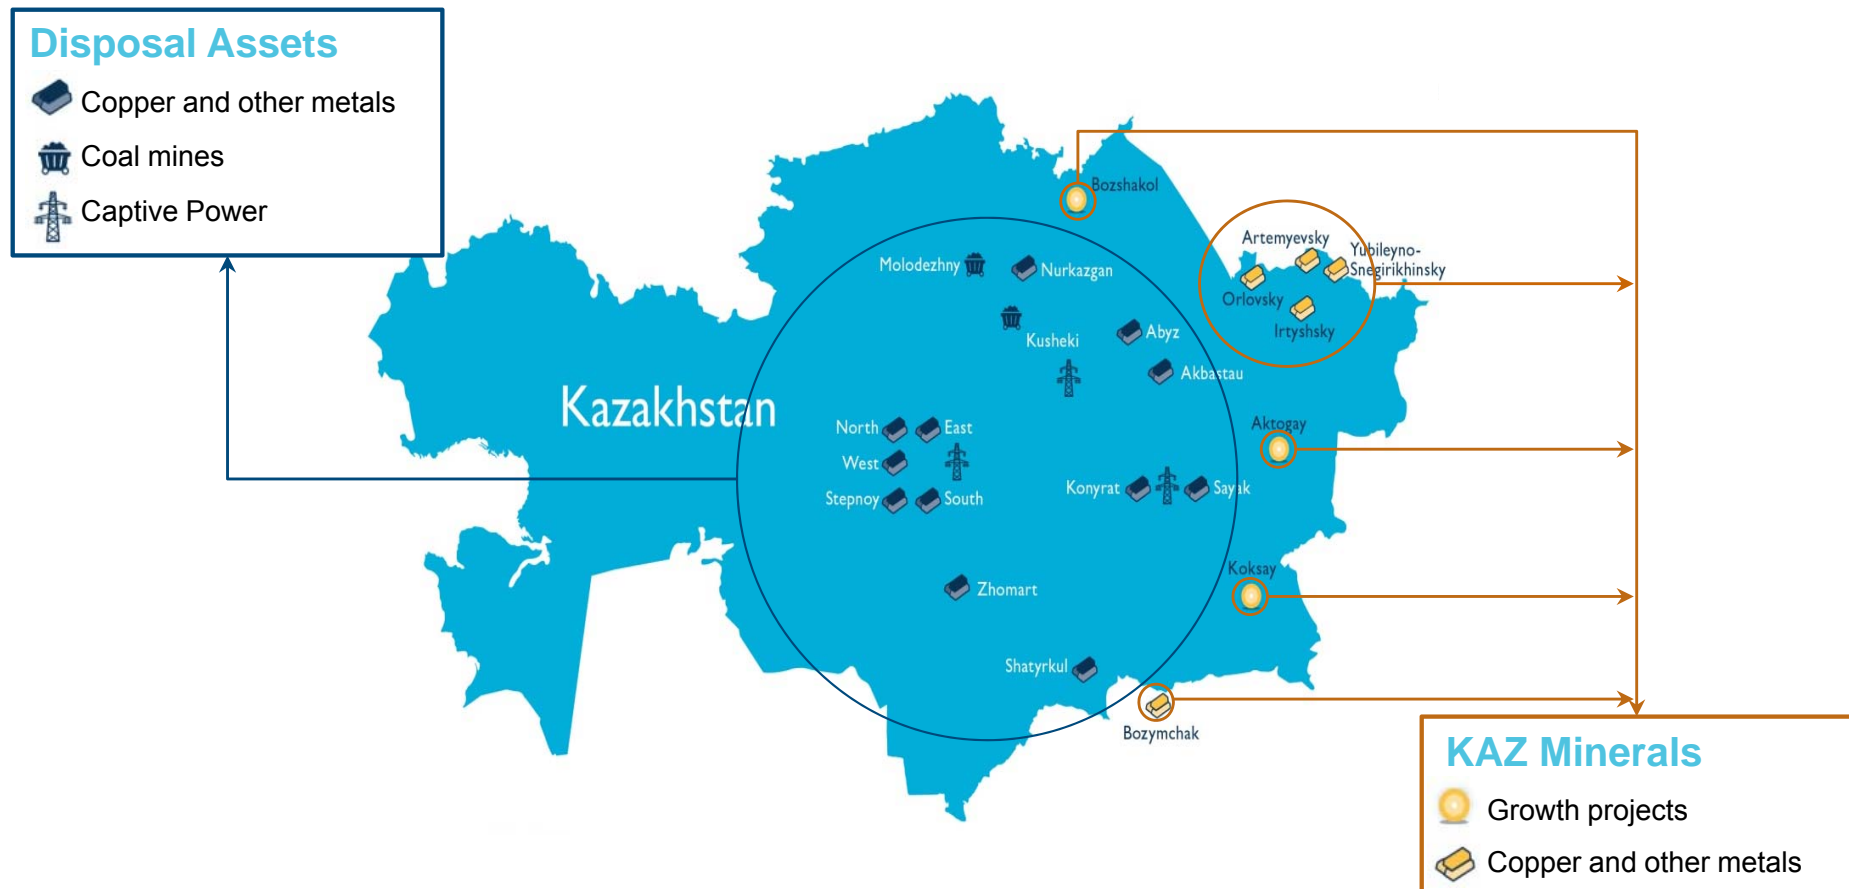 Disposal Assets
Copper and other metals
Coal mines
Captive Power
Bozshakol
Artemyevsky
Yubileyno-
Snegirikhinsky
Orlovsky
Irtyshsky
Molodezhny
Nurkazgan
Kusheki
Abyz
Akbastau
Kazakhstan
North
East
West
Stepnoy
South
Konyrat
Sayak
Aktogay
Koksay
Zhomart
Shatyrkul
Bozymchak
KAZ Minerals
Growth projects
Copper and other metals